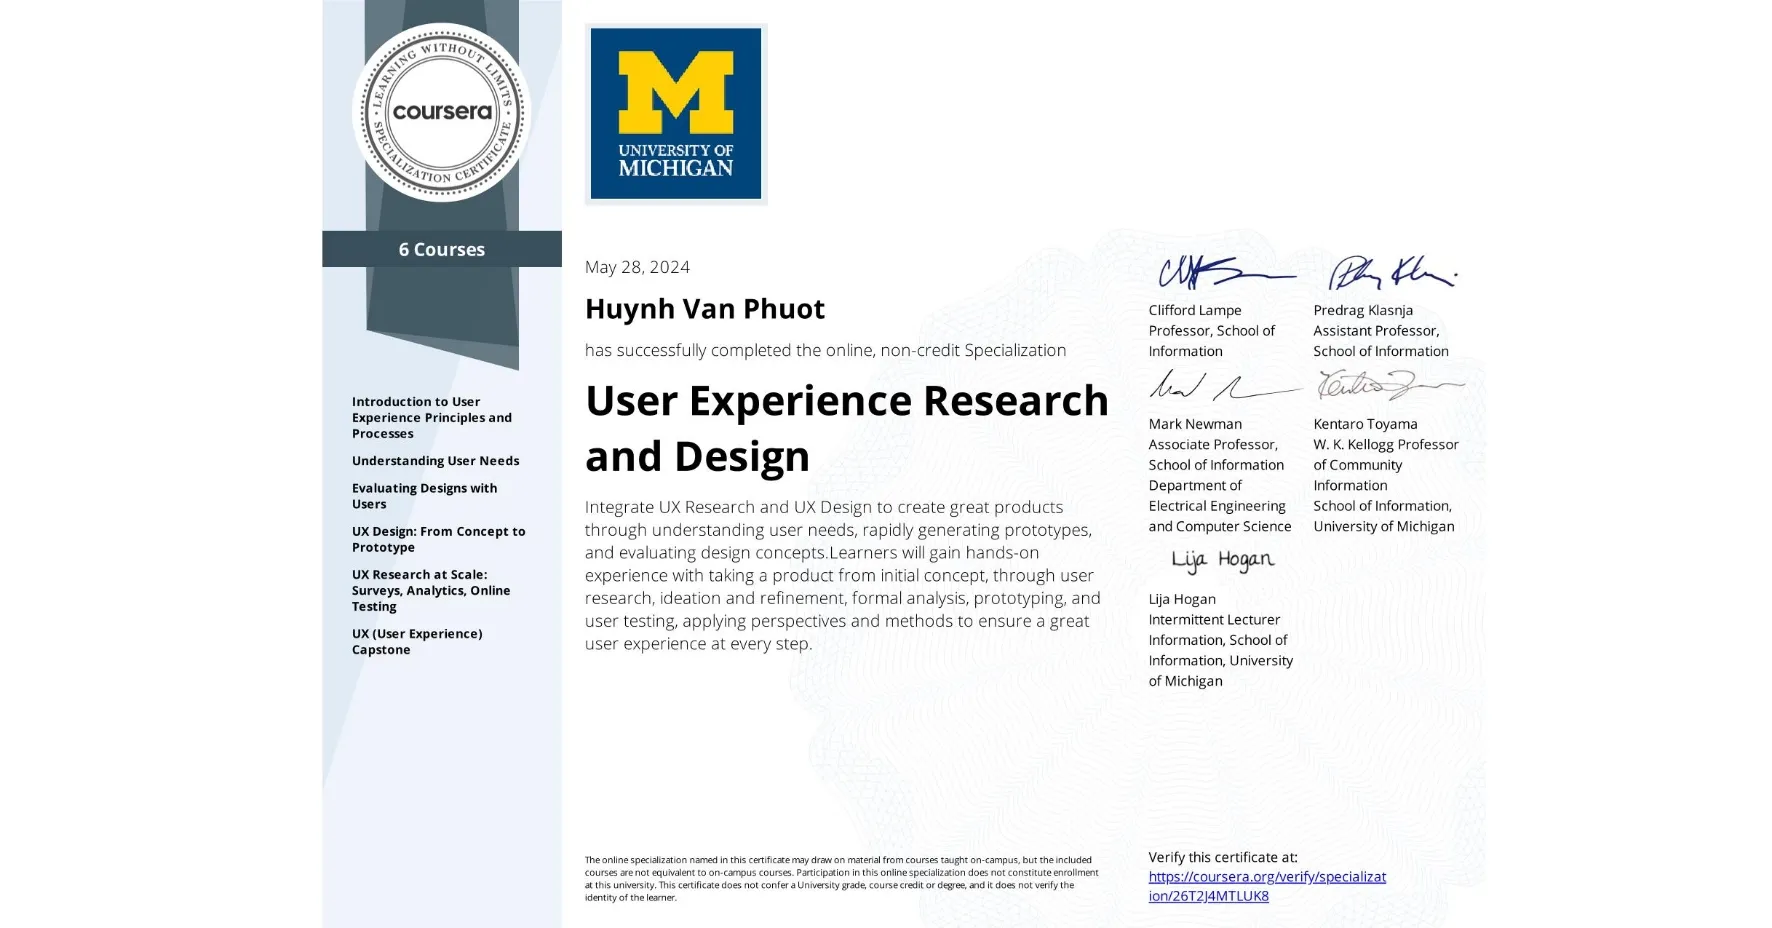 LEARNING WITHOUT LIMITS
coursera
SPECIALIZATION CERTIFICATE
6 Courses
Introduction to User
Experience Principles and
Processes
Understanding User Needs
Evaluating Designs with
Users
UX Design: From Concept to
Prototype
UX Research at Scale:
Surveys, Analytics, Online
Testing
UX (User Experience)
Capstone
M
UNIVERSITY OF
MICHIGAN
May 28, 2024
Huynh Van Phuot
has successfully completed the online, non-credit Specialization
User Experience Research
and Design
Integrate UX Research and UX Design to create great products
through understanding user needs, rapidly generating prototypes,
and evaluating design concepts.Learners will gain hands-on
experience with taking a product from initial concept, through user
research, ideation and refinement, formal analysis, prototyping, and
user testing, applying perspectives and methods to ensure a great
user experience at every step.
Clifford Lampe
Professor, School of
Information
Predrag Klasnja
Assistant Professor,
School of Information
Mark Newman
Associate Professor,
School of Information
Department of
Electrical Engineering
and Computer Science
Kentaro Toyama
W. K. Kellogg Professor
of Community
Information
School of Information,
University of Michigan
Lija Hogan
Lija Hogan
Intermittent Lecturer
Information, School of
Information, University
of Michigan
The online specialization named in this certificate may draw on material from courses taught on-campus, but the included
courses are not equivalent to on-campus courses. Participation in this online specialization does not constitute enrollment
at this university. This certificate does not confer a University grade, course credit or degree, and it does not verify the
identity of the learner.
Verify this certificate at:
https://coursera.org/verify/specializat
ion/26T2J4MTLUK8